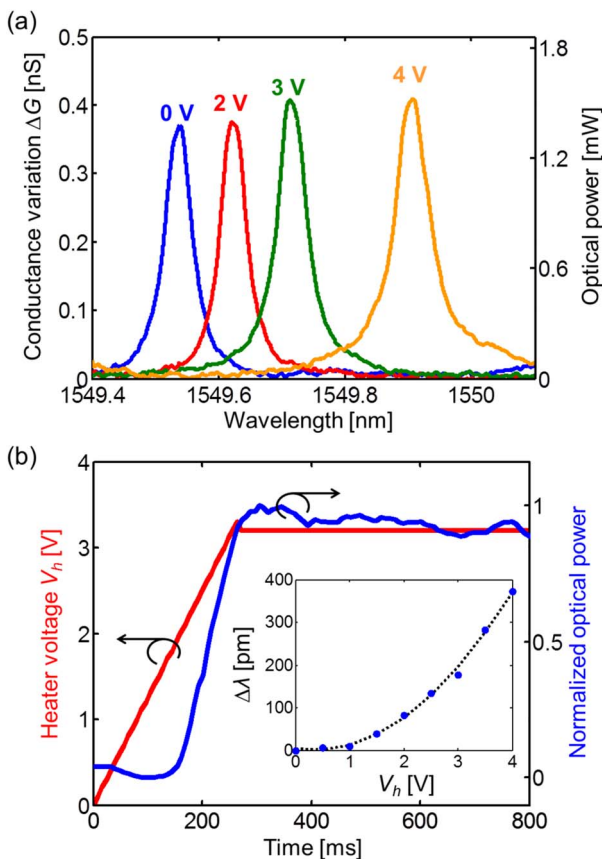 (a)
Conductance variation ΔG [nS]
0.5
0.4
0.3
0.2
0.1
0
0 V
2 V
3 V
4 V
1.8
1.2
0.6
0
Optical power [mW]
1549.4
1549.6
1549.8
1550
Wavelength [nm]
(b)
Heater voltage Vh [V]
4
3
2
1
0
1
0.5
0
Normalized optical power
Δλ [pm]
400
300
200
100
0
0
1
2
3
4
Vh [V]
0
200
400
600
800
Time [ms]